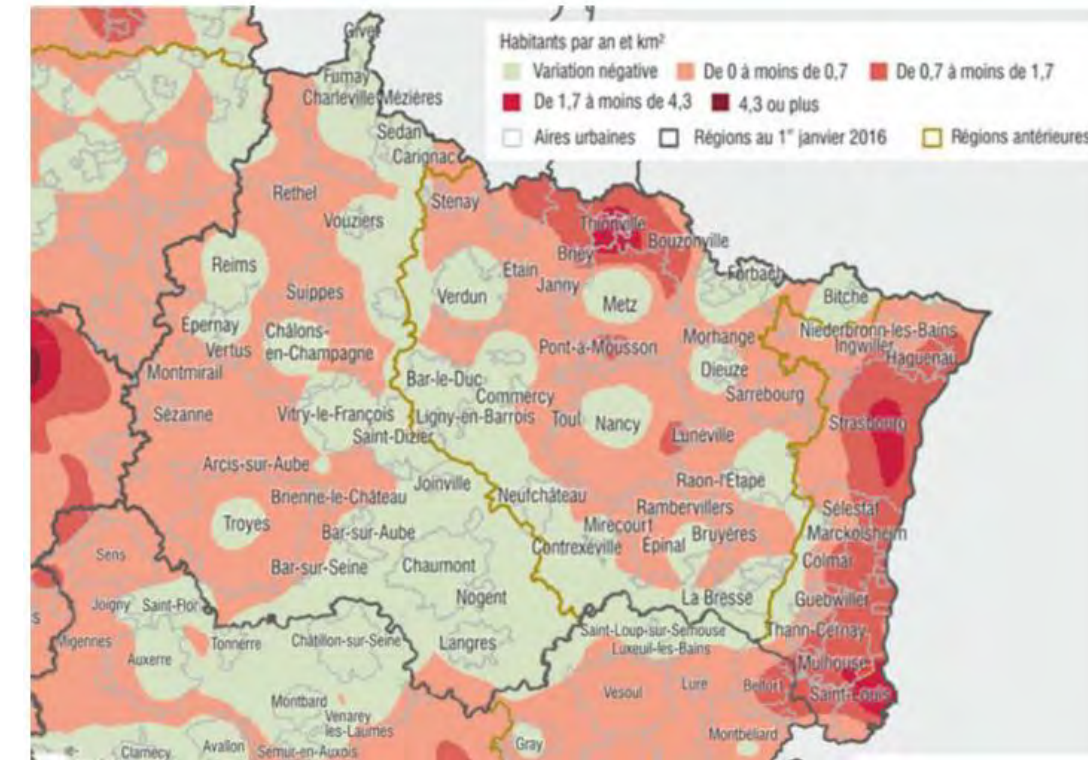 Habitants par an et km²
Variation négative De 0 à moins de 0,7 De 0,7 à moins de 1,7
De 1,7 à moins de 4,3 4,3 ou plus
Aires urbaines Régions au 1er janvier 2016 Régions antérieures
Givet
Fumay
Charleville-Mézières
Sedan
Carignac
Rethel
Stenay
Vouziers
Thionville
Bouzonville
Briey
Reims
Étain
Forbach
Janny
Suippes
Verdun
Metz
Bitche
Épernay
Châlons-
en-Champagne
Vertus
Pont-à-Mousson
Morhange
Niederbronn-les-Bains
Ingwiller
Haguenau
Montmirail
Bar-le-Duc
Dieuze
Commercy
Sarrebourg
Sézanne
Vitry-le-François
Ligny-en-Barrois
Toul
Nancy
Strasbourg
Saint-Dizier
Lunéville
Arcis-sur-Aube
Joinville
Raon-l'Étape
Brienne-le-Château
Neufchâteau
Rambervillers
Sélestat
Troyes
Bar-sur-Aube
Mirecourt
Bruyères
Marckolsheim
Contrexéville
Épinal
Sens
Bar-sur-Seine
Chaumont
Colmar
Joigny
Saint-Flor
Nogent
La Bresse
Guebwiller
Migennes
Tonnerre
Châtillon-sur-Seine
Langres
Saint-Loup-sur-Semouse
Thann-Cernay
Auxerre
Luxeuil-les-Bains
Mulhouse
Montbard
Vesoul
Lure
Belfort
Saint-Louis
Venarey
les-Laumes
Montbéliard
Clamecy
Avallon
Semur-en-Auxois
Gray